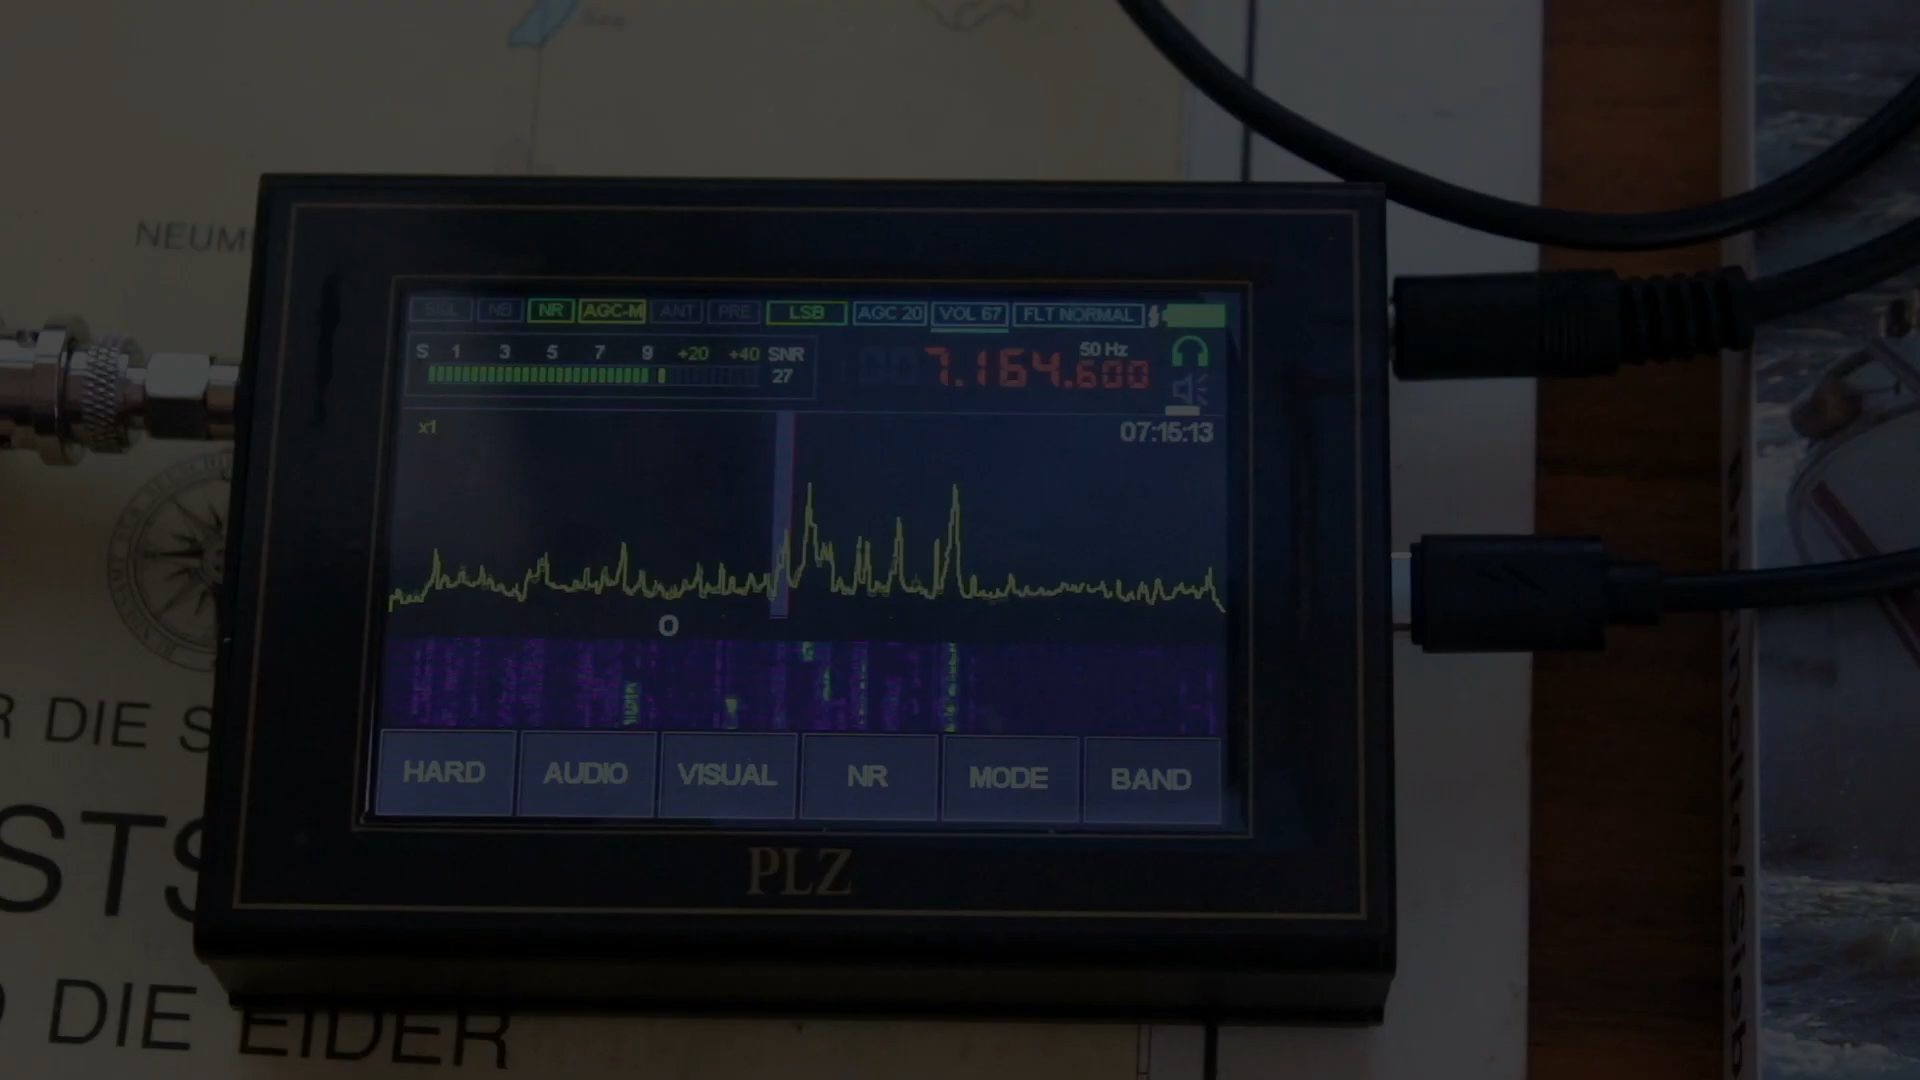 NEUM
SQL NB NR AGC-M ANT PRE LSB AGC 20 VOL 67 FLT NORMAL
S 1 3 5 7 9 +20 +40 SNR
27
50 Hz
7.164.600
x1
07:15:13
O
HARD AUDIO VISUAL NR MODE BAND
PLZ
R DIE S
STS
DIE EIDER